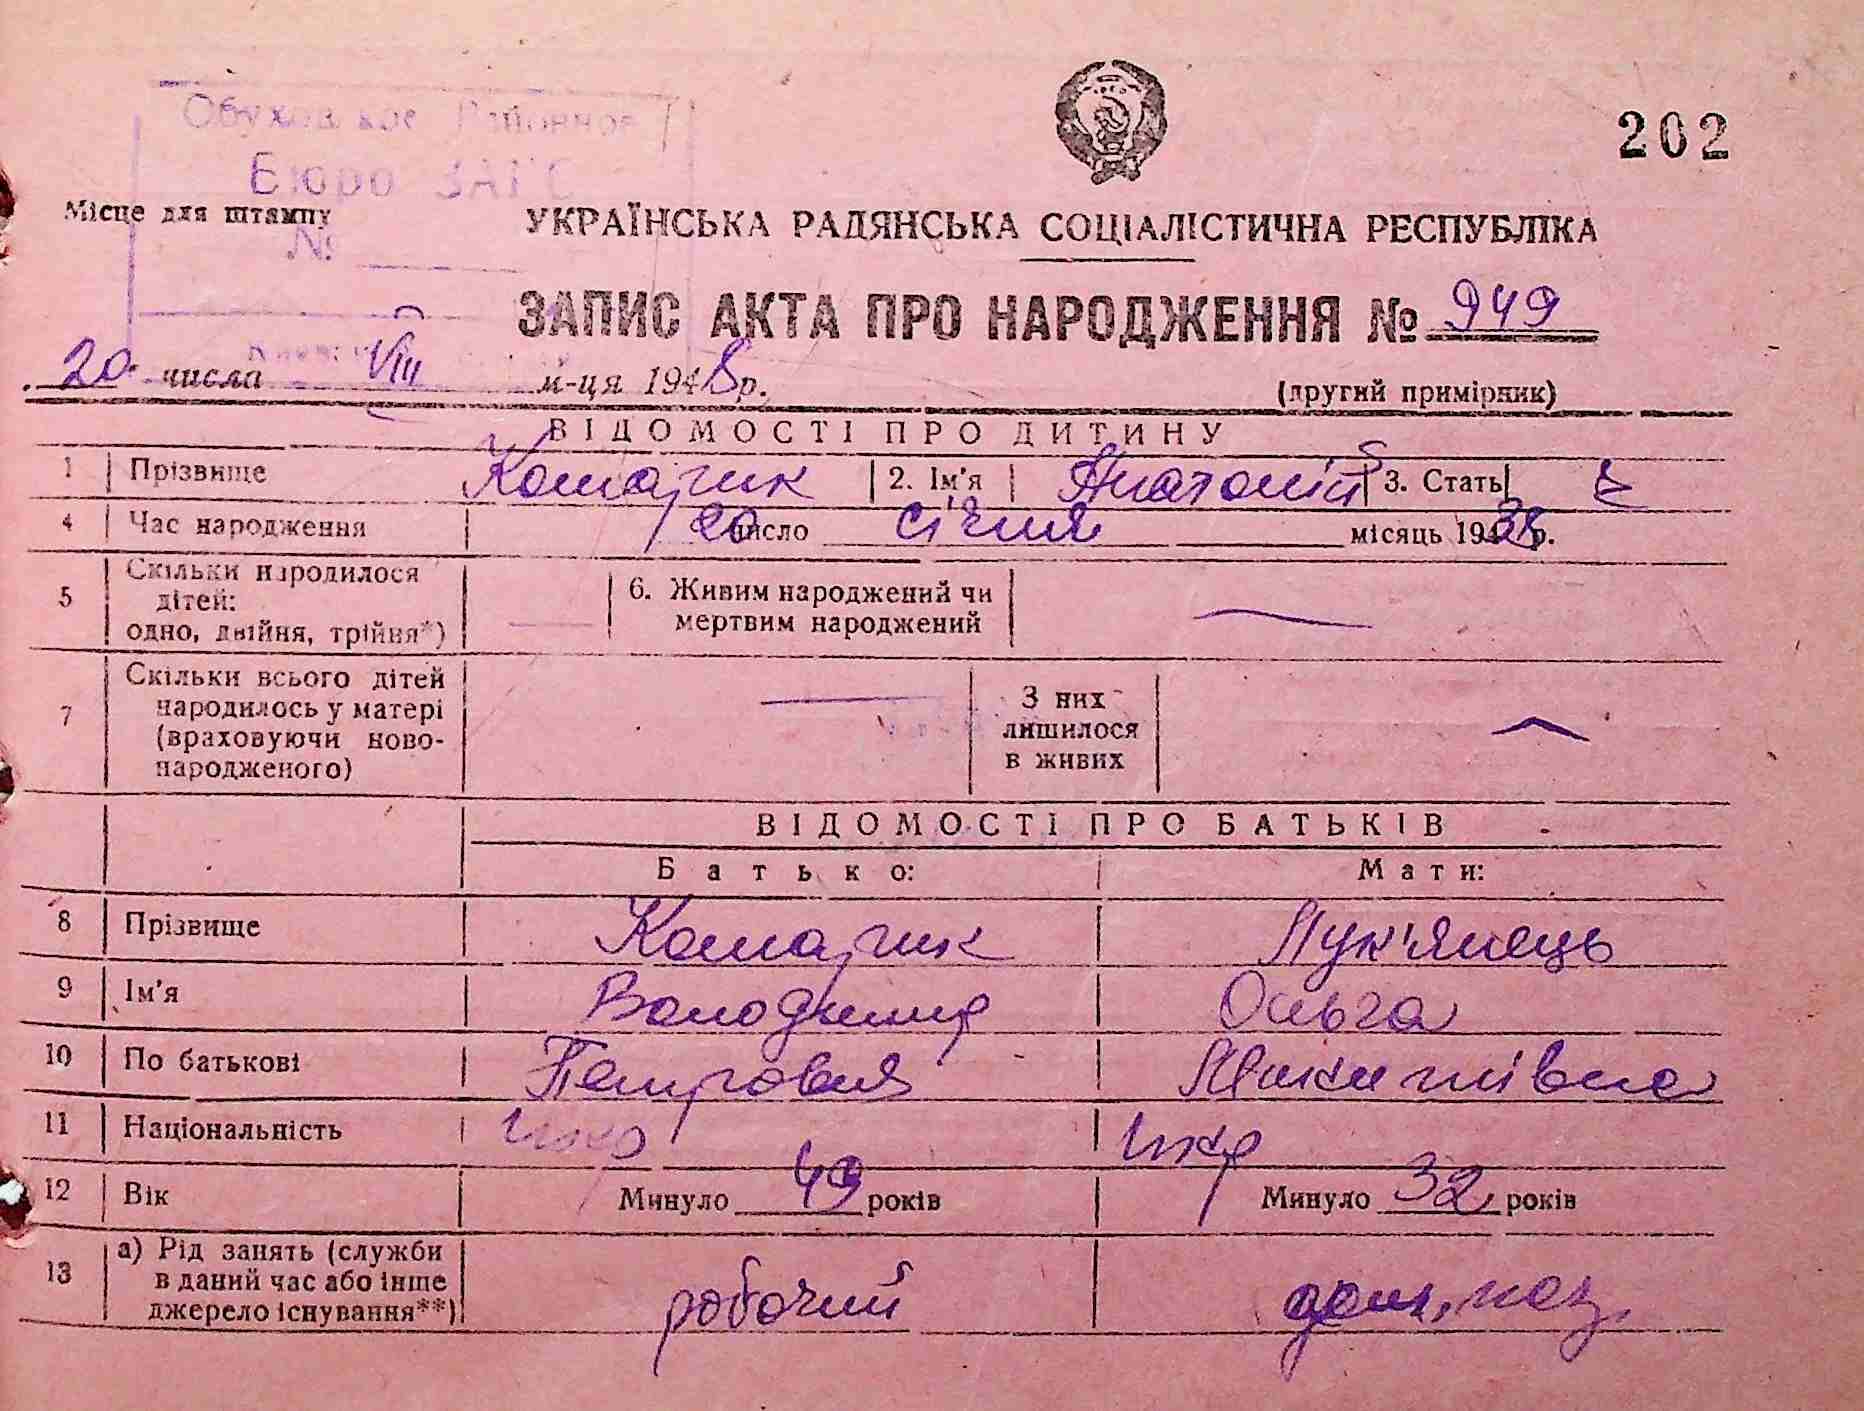 202
Обуховское Районное
Бюро ЗАГС
Місце для штампу
№
УКРАЇНСЬКА РАДЯНСЬКА СОЦІАЛІСТИЧНА РЕСПУБЛІКА
ЗАПИС АКТА ПРО НАРОДЖЕННЯ № 949
20 числа VIII м-ця 1948 р.
(другий примірник)
ВІДОМОСТІ ПРО ДИТИНУ
1 Прізвище Комарик 2. Ім'я Анатолій 3. Стать
4 Час народження 20 число січня місяць 1938 р.
5 Скільки народилося дітей: одно, двійня, трійня*) — 6. Живим народжений чи мертвим народжений —
7 Скільки всього дітей народилось у матері (враховуючи новонародженого) — З них лишилося в живих —
ВІДОМОСТІ ПРО БАТЬКІВ
Батько: Мати:
8 Прізвище Комарик Лук'янець
9 Ім'я Володимир Ольга
10 По батькові Петрович Микитівна
11 Національність укр укр
12 Вік Минуло 43 років Минуло 32 років
13 а) Рід занять (служби в даний час або інше джерело існування**) робочий дом. хоз.